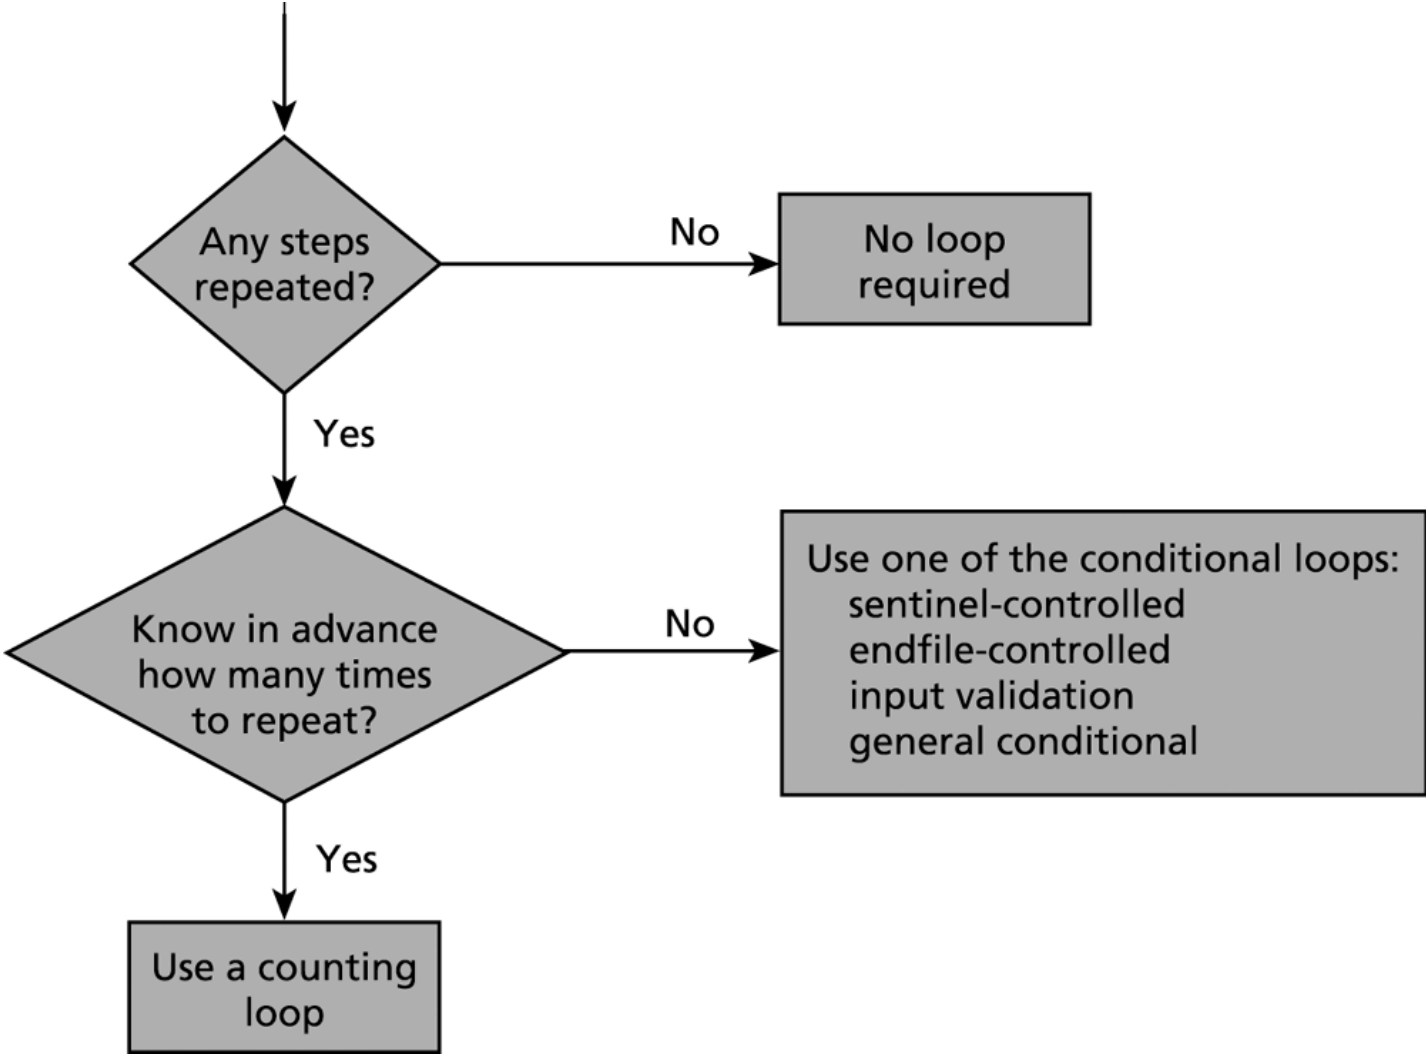 Any steps
repeated?
No
No loop
required
Yes
Know in advance
how many times
to repeat?
No
Use one of the conditional loops:
sentinel-controlled
endfile-controlled
input validation
general conditional
Yes
Use a counting
loop